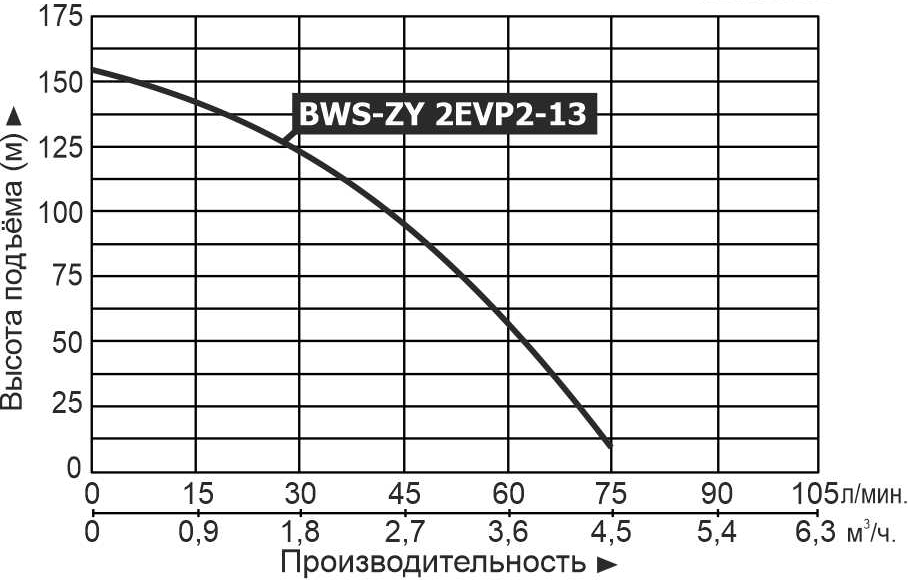 175
150
125
100
75
50
25
0
Высота подъёма (м) ►
BWS-ZY 2EVP2-13
0 15 30 45 60 75 90 105 л/мин.
0 0,9 1,8 2,7 3,6 4,5 5,4 6,3 м³/ч.
Производительность ►